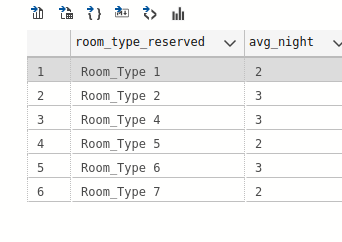 room_type_reserved avg_night
1 Room_Type 1 2
2 Room_Type 2 3
3 Room_Type 4 3
4 Room_Type 5 2
5 Room_Type 6 3
6 Room_Type 7 2